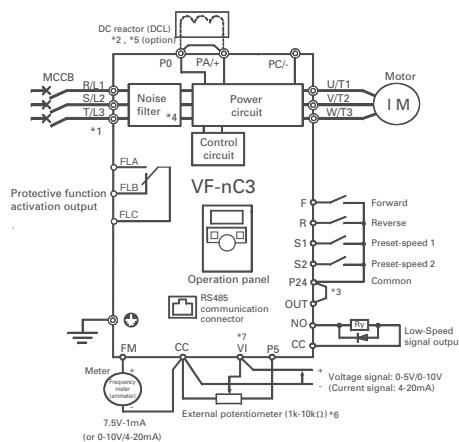 DC reactor (DCL)
*2 , *5 (option)
P0
PA/+
PC/-
MCCB
R/L1
S/L2
T/L3
*1
Noise
filter
*4
Power
circuit
U/T1
V/T2
W/T3
Motor
I M
Control
circuit
FLA
FLB
FLC
Protective function
activation output
VF-nC3
Operation panel
RS485
communication
connector
F
Forward
R
Reverse
S1
Preset-speed 1
S2
Preset-speed 2
P24
Common
*3
OUT
NO
Ry
CC
Low-Speed
signal output
FM
CC
*7
VI
P5
Meter
+
Frequency
meter
(ammeter)
-
7.5V-1mA
(or 0-10V/4-20mA)
+
-
Voltage signal: 0-5V/0-10V
(Current signal: 4-20mA)
External potentiometer (1k-10kΩ) *6